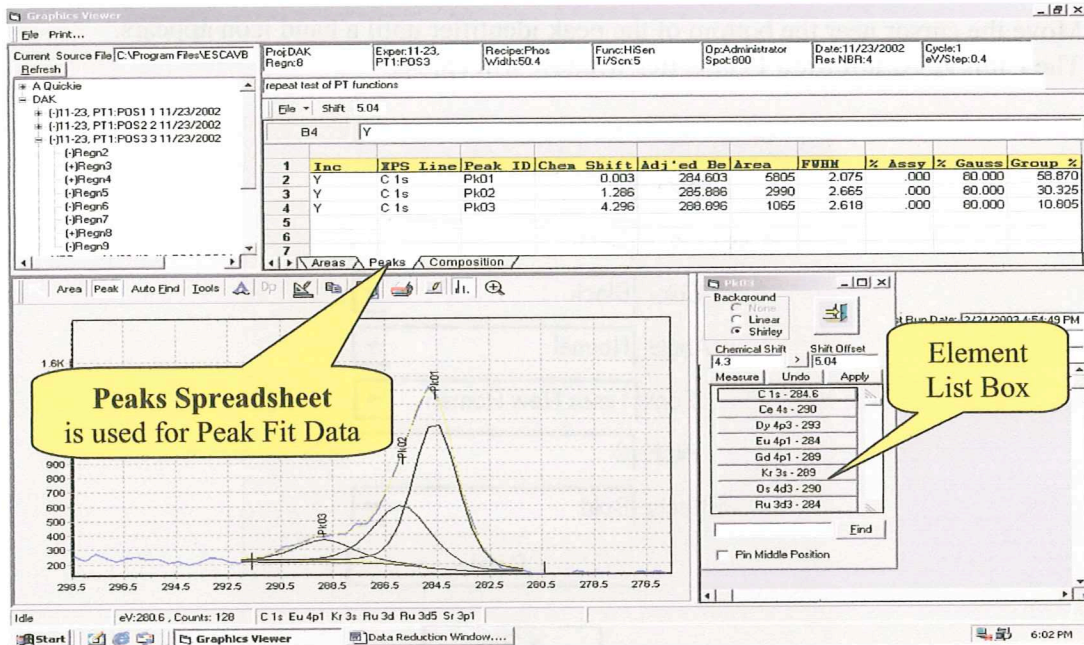 Graphics Viewer
File Print...
Current Source File C:\Program Files\ESCAVB
Refresh
A Quickie
DAK
(-)11-23, PT1:POS1 1 11/23/2002
(-)11-23, PT1:POS2 2 11/23/2002
(-)11-23, PT1:POS3 3 11/23/2002
(-)Regn2
(+)Regn3
(+)Regn4
(-)Regn5
(-)Regn6
(-)Regn7
(+)Regn8
(-)Regn9
Proj:DAK Exper:11-23, Recipe:Phos Func:HiSen Op:Administrator Date:11/23/2002 Cycle:1
Regn:8 PT1:POS3 Width:50.4 Ti/Scn:5 Spot:800 Res NBR:4 eV/Step:0.4
repeat test of PT functions
File Shift 5.04
B4 Y
1 Inc XPS Line Peak ID Chem Shift Adj'ed Be Area FWHM % Assy % Gauss Group %
2 Y C 1s Pk01 0.003 284.603 5805 2.075 .000 80.000 58.870
3 Y C 1s Pk02 1.286 285.886 2990 2.665 .000 80.000 30.325
4 Y C 1s Pk03 4.296 288.896 1065 2.618 .000 80.000 10.805
5
6
7
Areas Peaks Composition
Area Peak Auto Find Tools Dp
1.6K
Peaks Spreadsheet
is used for Peak Fit Data
900
800
700
600
500
400
300
200
Pk01
Pk02
Pk03
298.5 296.5 294.5 292.5 290.5 288.5 286.5 284.5 282.5 280.5 278.5 276.5
Pk03
Background
None
Linear
Shirley
Chemical Shift Shift Offset
4.3 > 5.04
Measure Undo Apply
C 1s - 284.6
Ce 4s - 290
Dy 4p3 - 293
Eu 4p1 - 284
Gd 4p1 - 289
Kr 3s - 289
Os 4d3 - 290
Ru 3d3 - 284
Find
Pin Middle Position
Run Date: 2/24/2003 4:54:49 PM
Element
List Box
Idle eV:280.6 , Counts: 128 C 1s Eu 4p1 Kr 3s Ru 3d Ru 3d5 Sr 3p1
Start Graphics Viewer Data Reduction Window.... 6:02 PM